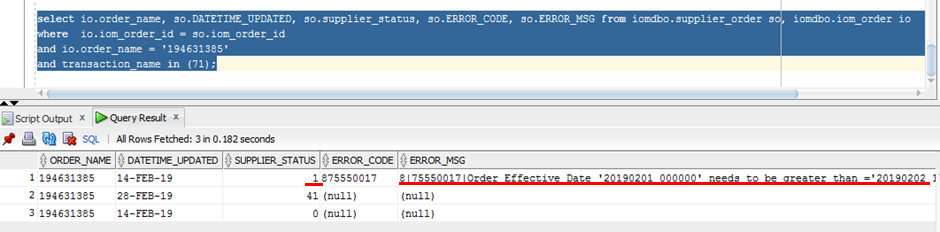 select io.order_name, so.DATETIME_UPDATED, so.supplier_status, so.ERROR_CODE, so.ERROR_MSG from iomdbo.supplier_order so, iomdbo.iom_order io
where  io.iom_order_id = so.iom_order_id
and io.order_name = '194631385'
and transaction_name in (71);
Script Output x Query Result x
SQL | All Rows Fetched: 3 in 0.182 seconds
ORDER_NAME DATETIME_UPDATED SUPPLIER_STATUS ERROR_CODE ERROR_MSG
1 194631385 14-FEB-19 1 875550017 8|75550017|Order Effective Date '20190201 000000' needs to be greater than ='20190202
2 194631385 28-FEB-19 41 (null) (null)
3 194631385 14-FEB-19 0 (null) (null)